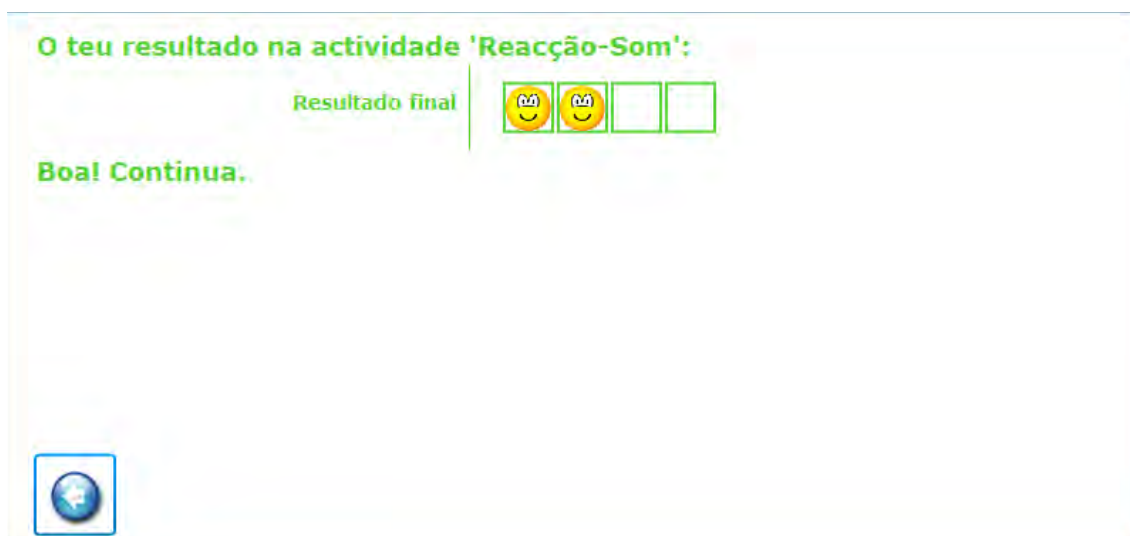 O teu resultado na actividade 'Reacção-Som':
Resultado final
Boa! Continua.